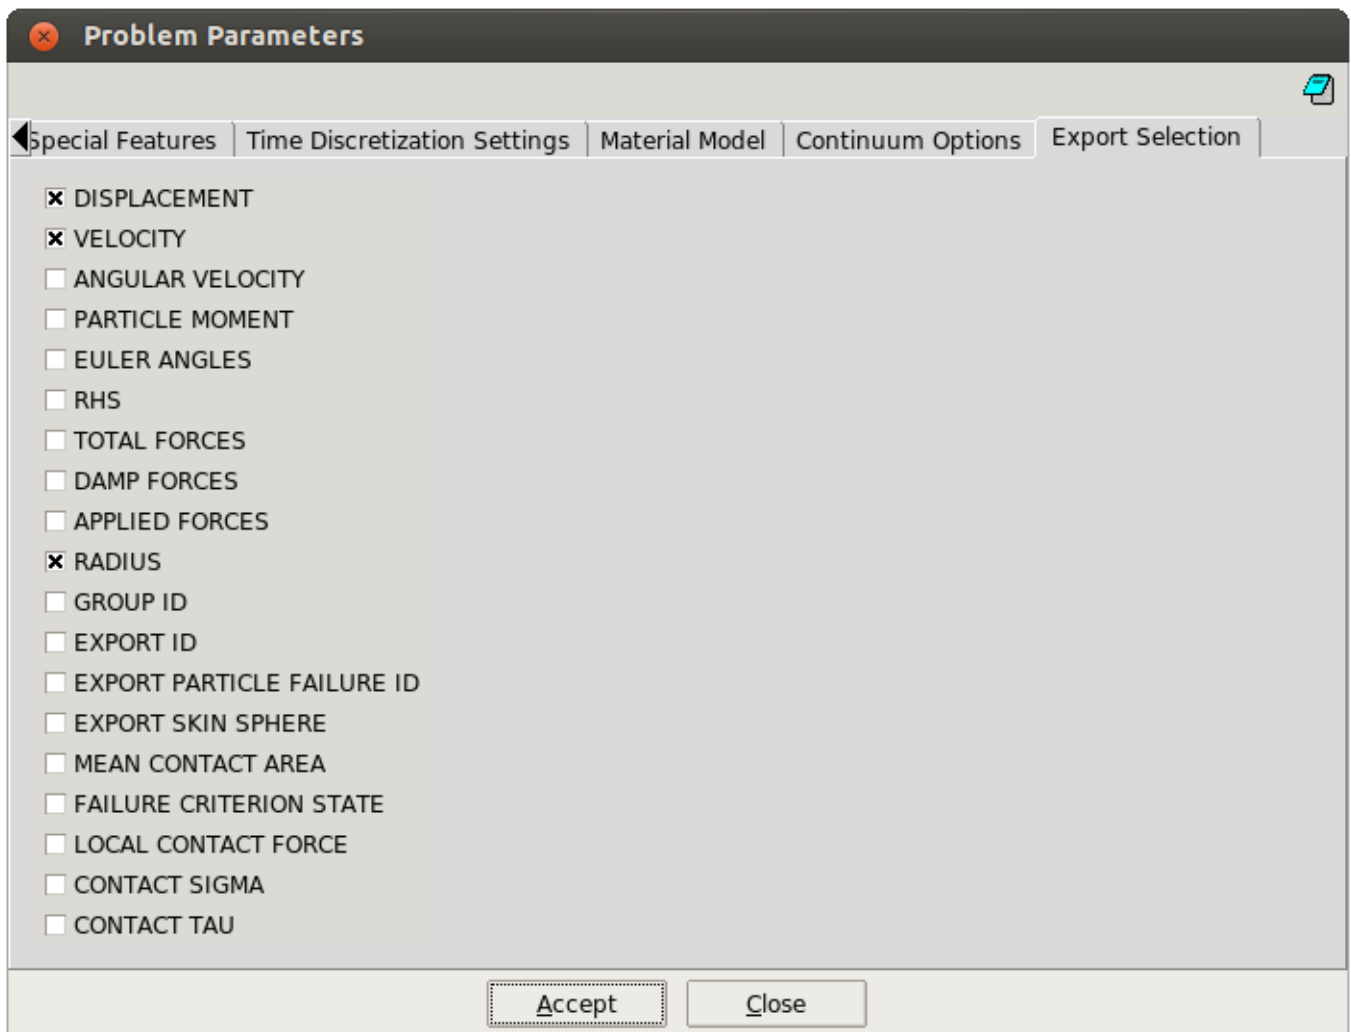 Problem Parameters
Special Features Time Discretization Settings Material Model Continuum Options Export Selection
DISPLACEMENT
VELOCITY
ANGULAR VELOCITY
PARTICLE MOMENT
EULER ANGLES
RHS
TOTAL FORCES
DAMP FORCES
APPLIED FORCES
RADIUS
GROUP ID
EXPORT ID
EXPORT PARTICLE FAILURE ID
EXPORT SKIN SPHERE
MEAN CONTACT AREA
FAILURE CRITERION STATE
LOCAL CONTACT FORCE
CONTACT SIGMA
CONTACT TAU
Accept Close